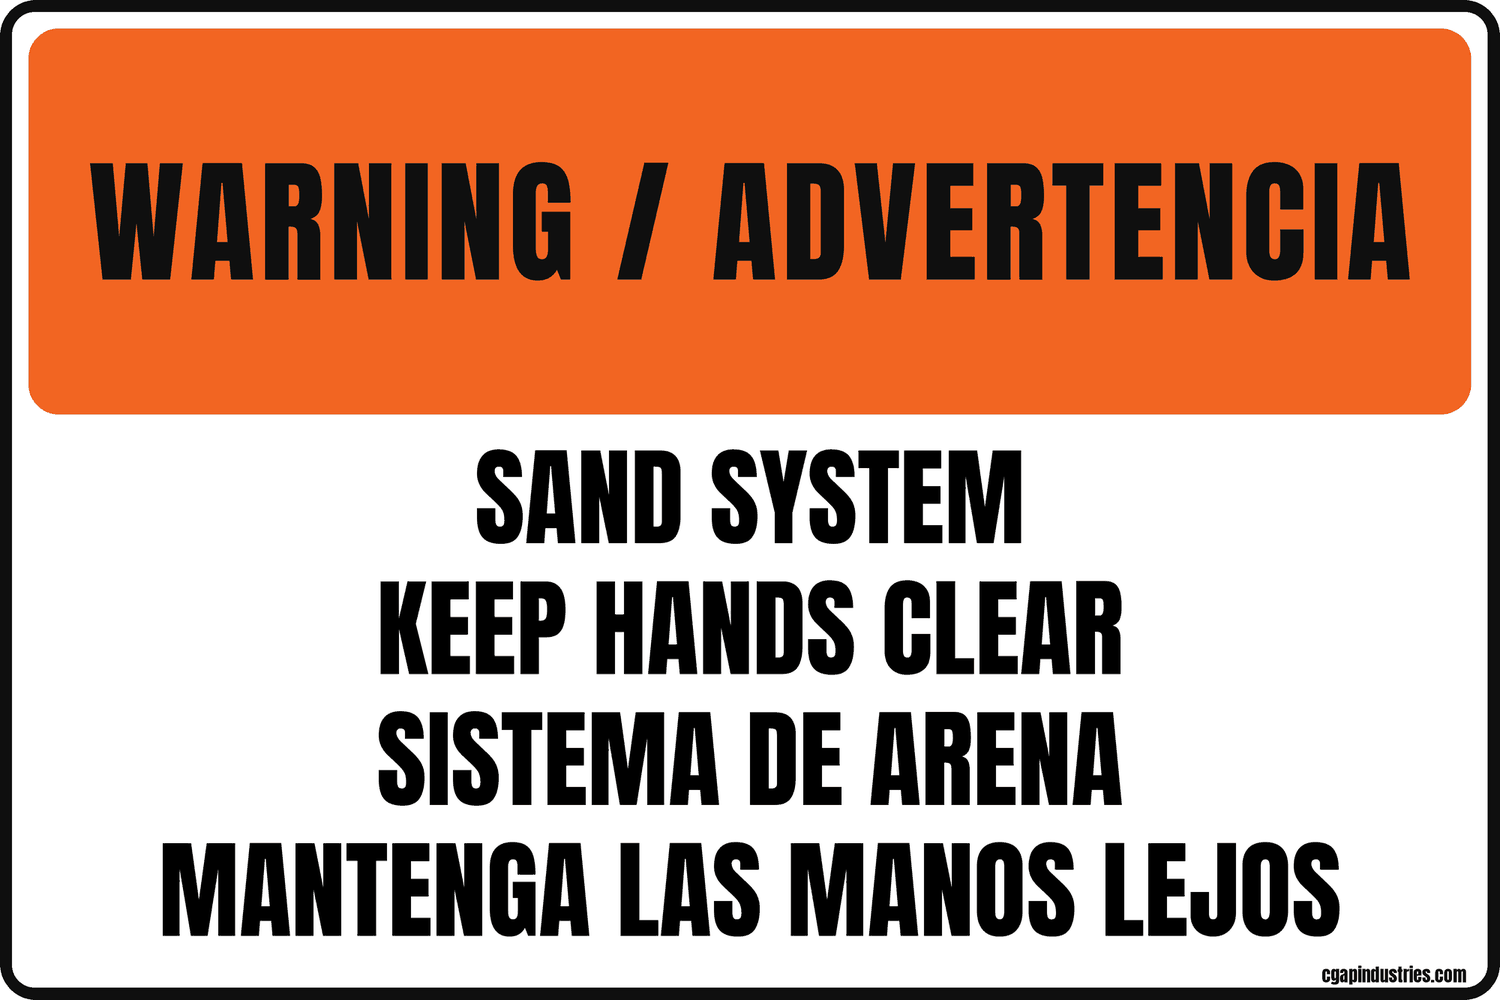 WARNING / ADVERTENCIA
SAND SYSTEM
KEEP HANDS CLEAR
SISTEMA DE ARENA
MANTENGA LAS MANOS LEJOS
cgapindustries.com